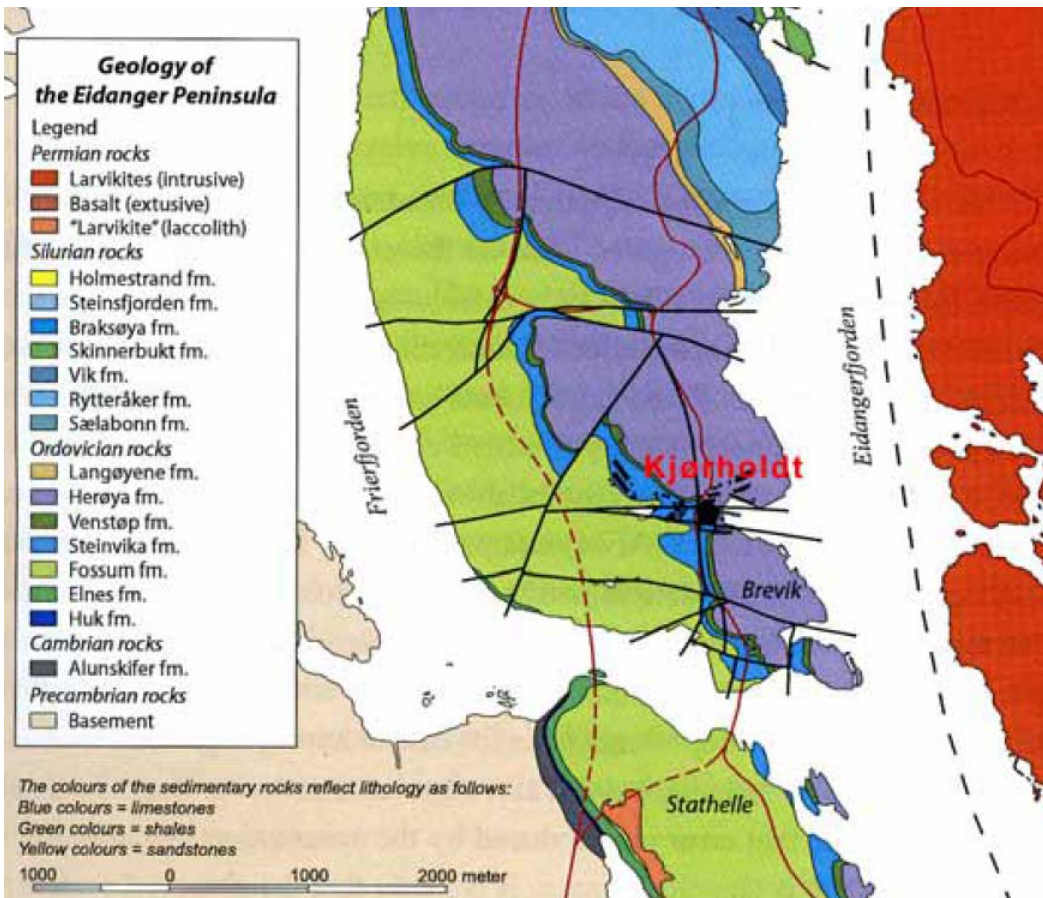 Geology of
the Eidanger Peninsula
Legend
Permian rocks
Larvikites (intrusive)
Basalt (extusive)
"Larvikite" (laccolith)
Silurian rocks
Holmestrand fm.
Steinsfjorden fm.
Braksøya fm.
Skinnerbukt fm.
Vik fm.
Rytteråker fm.
Sælabonn fm.
Ordovician rocks
Langøyene fm.
Herøya fm.
Venstøp fm.
Steinvika fm.
Fossum fm.
Elnes fm.
Huk fm.
Cambrian rocks
Alunskifer fm.
Precambrian rocks
Basement
The colours of the sedimentary rocks reflect lithology as follows:
Blue colours = limestones
Green colours = shales
Yellow colours = sandstones
1000 0 1000 2000 meter
Frierfjorden
Eidangerfjorden
Kjørholdt
Brevik
Stathelle